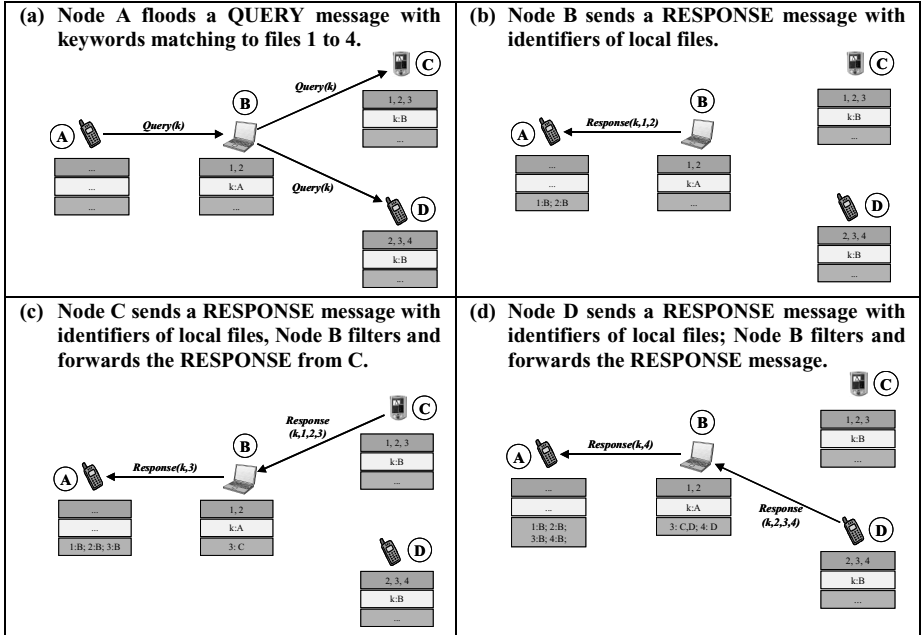 (a) Node A floods a QUERY message with
keywords matching to files 1 to 4.
C
Query(k)
B
1, 2, 3
k:B
...
A
Query(k)
...
...
...
1, 2
k:A
...
Query(k)
D
2, 3, 4
k:B
...
(b) Node B sends a RESPONSE message with
identifiers of local files.
C
B
1, 2, 3
k:B
...
A
Response(k,1,2)
...
...
1:B; 2:B
1, 2
k:A
...
D
2, 3, 4
k:B
...
(c) Node C sends a RESPONSE message with
identifiers of local files, Node B filters and
forwards the RESPONSE from C.
C
Response
(k,1,2,3)
B
1, 2, 3
k:B
...
A
Response(k,3)
...
...
1:B; 2:B; 3:B
1, 2
k:A
3: C
D
2, 3, 4
k:B
...
(d) Node D sends a RESPONSE message with
identifiers of local files; Node B filters and
forwards the RESPONSE message.
C
B
1, 2, 3
k:B
...
A
Response(k,4)
...
...
1:B; 2:B;
3:B; 4:B;
1, 2
k:A
3: C,D; 4: D
Response
(k,2,3,4)
D
2, 3, 4
k:B
...